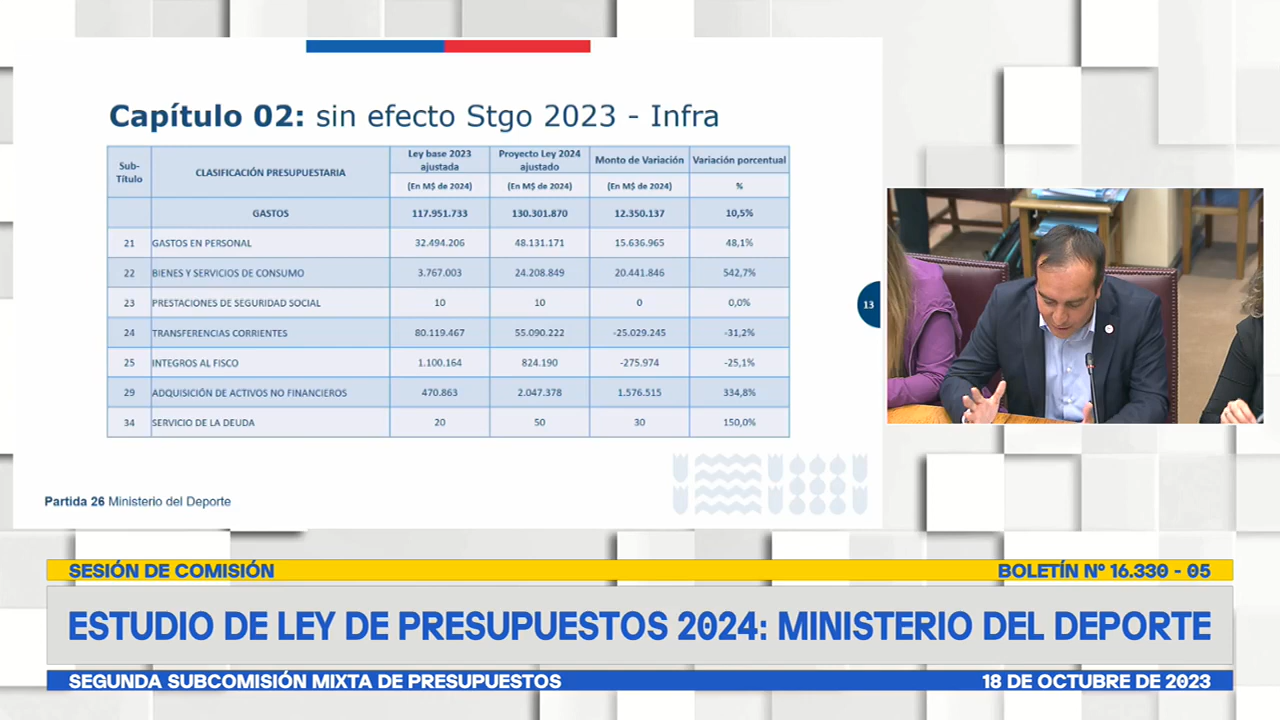 Capítulo 02: sin efecto Stgo 2023 - Infra
Sub-Título CLASIFICACIÓN PRESUPUESTARIA Ley base 2023 ajustada Proyecto Ley 2024 ajustado Monto de Variación Variación porcentual
(En M$ de 2024) (En M$ de 2024) (En M$ de 2024) %
GASTOS 117.951.733 130.301.870 12.350.137 10,5%
21 GASTOS EN PERSONAL 32.494.206 48.131.171 15.636.965 48,1%
22 BIENES Y SERVICIOS DE CONSUMO 3.767.003 24.208.849 20.441.846 542,7%
23 PRESTACIONES DE SEGURIDAD SOCIAL 10 10 0 0,0%
24 TRANSFERENCIAS CORRIENTES 80.119.467 55.090.222 -25.029.245 -31,2%
25 INTEGROS AL FISCO 1.100.164 824.190 -275.974 -25,1%
29 ADQUISICIÓN DE ACTIVOS NO FINANCIEROS 470.863 2.047.378 1.576.515 334,8%
34 SERVICIO DE LA DEUDA 20 50 30 150,0%
13
Partida 26 Ministerio del Deporte
SESIÓN DE COMISIÓN BOLETÍN N° 16.330 - 05
ESTUDIO DE LEY DE PRESUPUESTOS 2024: MINISTERIO DEL DEPORTE
SEGUNDA SUBCOMISIÓN MIXTA DE PRESUPUESTOS 18 DE OCTUBRE DE 2023